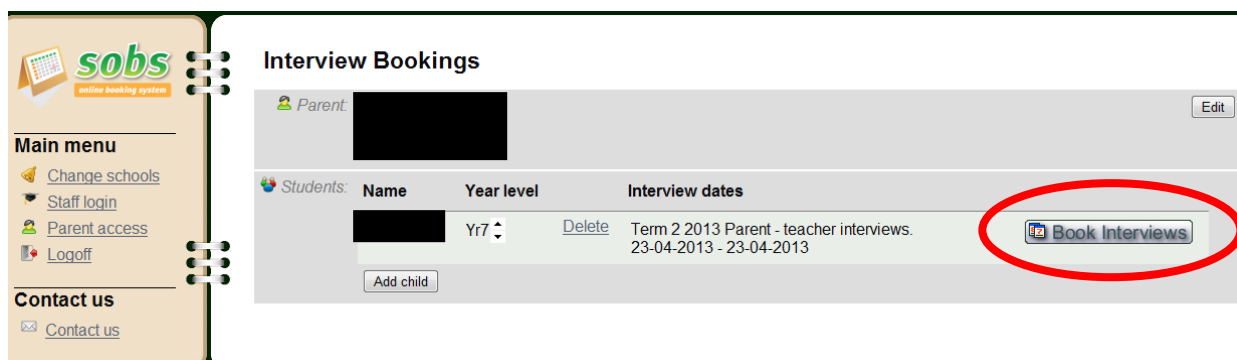 sobs
online booking system
Main menu
Change schools
Staff login
Parent access
Logoff
Contact us
Contact us
Interview Bookings
Parent:
Edit
Students:
Name Year level Interview dates
Yr7 Delete Term 2 2013 Parent - teacher interviews.
23-04-2013 - 23-04-2013
Book Interviews
Add child